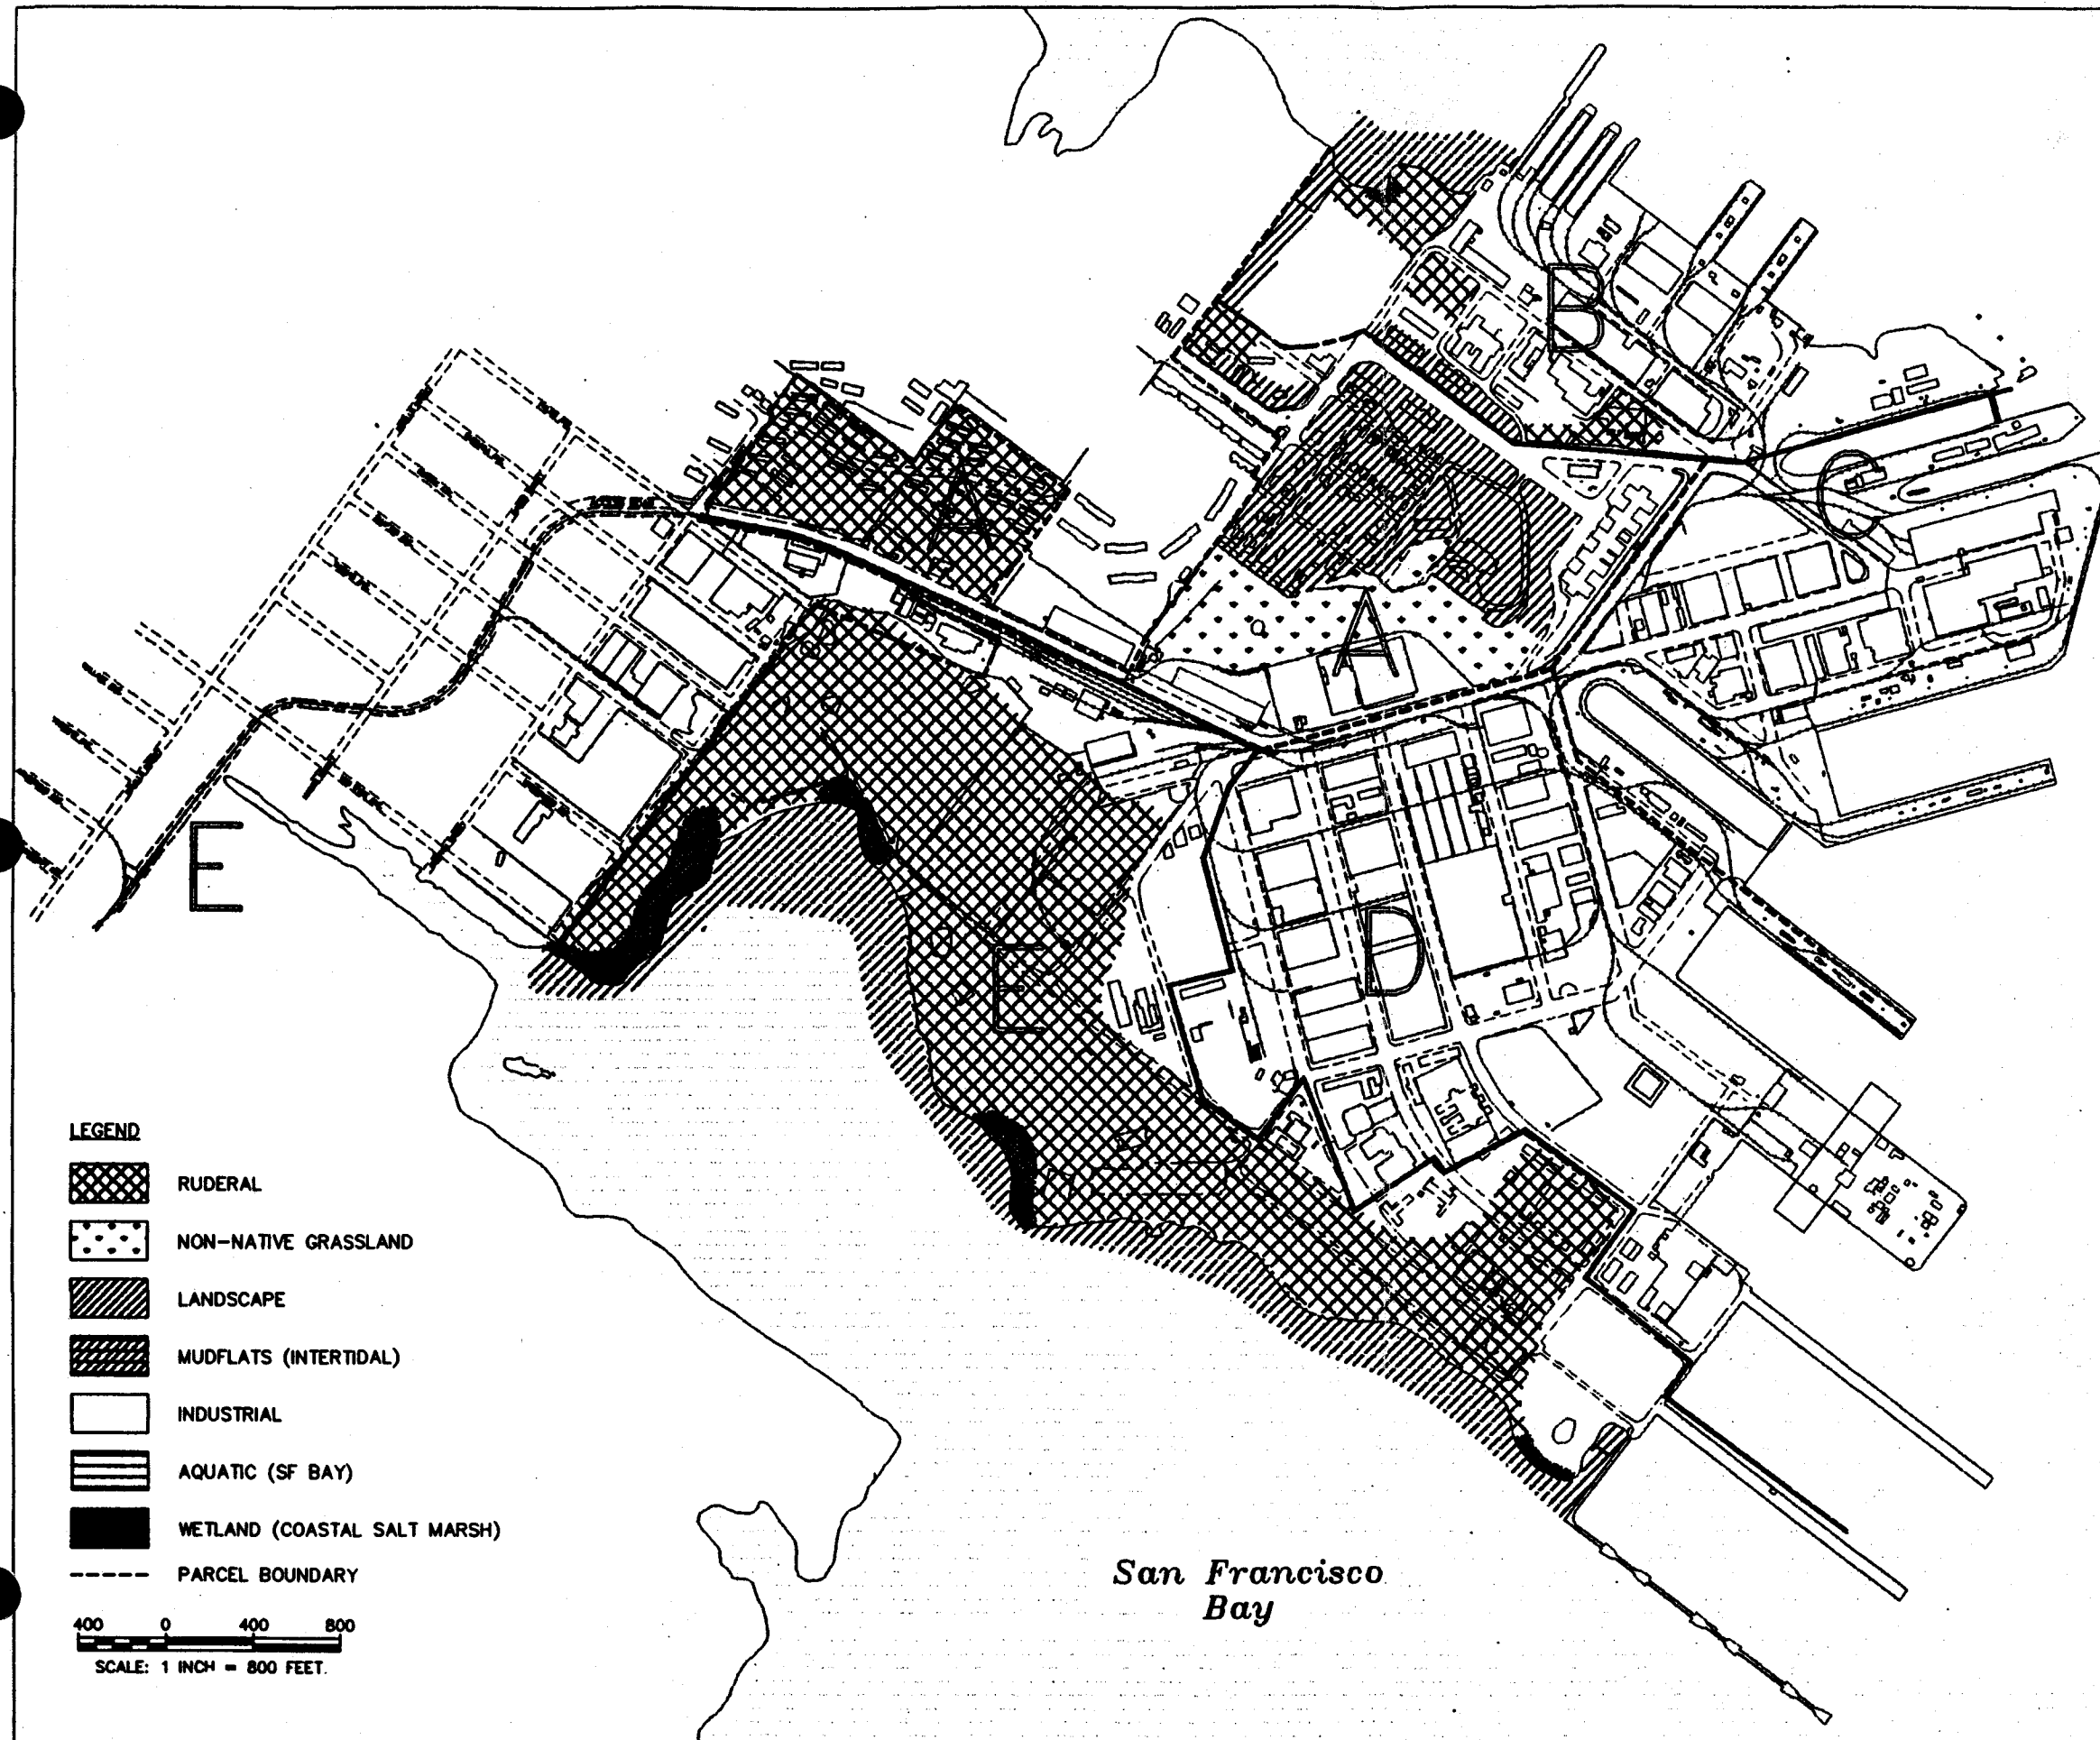 B
C
A
A
E
D
E
LEGEND
RUDERAL
NON-NATIVE GRASSLAND
LANDSCAPE
MUDFLATS (INTERTIDAL)
INDUSTRIAL
AQUATIC (SF BAY)
WETLAND (COASTAL SALT MARSH)
PARCEL BOUNDARY
400 0 400 800
SCALE: 1 INCH = 800 FEET.
San Francisco
Bay